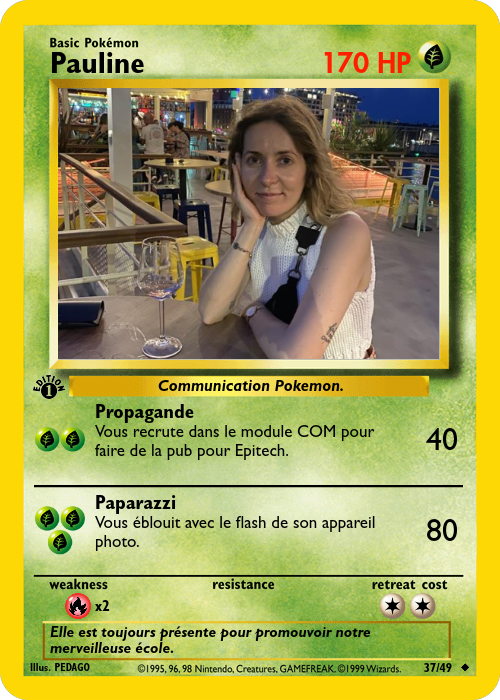 Basic Pokémon
Pauline
170 HP
EDITION 1
Communication Pokemon.
Propagande
Vous recrute dans le module COM pour
faire de la pub pour Epitech.
40
Paparazzi
Vous éblouit avec le flash de son appareil
photo.
80
weakness
resistance
retreat cost
x2
Elle est toujours présente pour promouvoir notre
merveilleuse école.
Illus. PEDAGO
©1995, 96, 98 Nintendo, Creatures, GAMEFREAK. ©1999 Wizards.
37/49